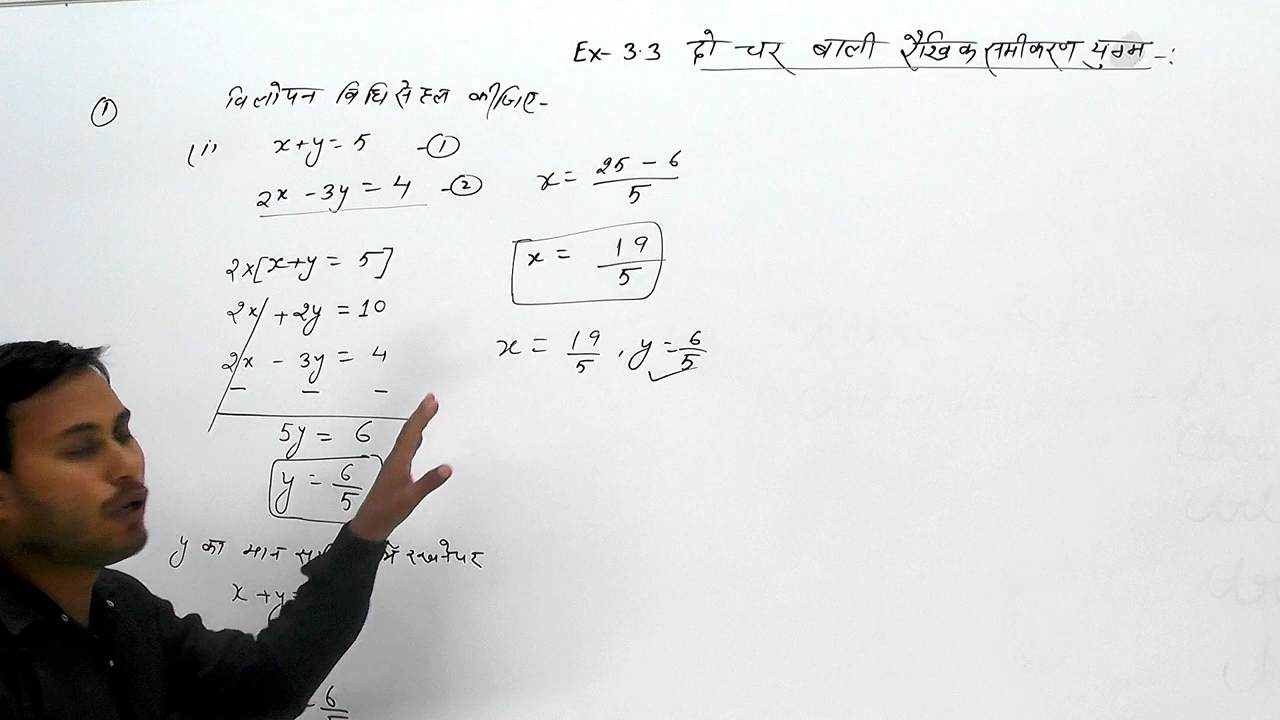 Ex- 3.3 दो चर वाली रैखिक समीकरण युग्म -:
① विलोपन विधि से हल कीजिए-
(i) x+y = 5 -①
2x - 3y = 4 -②
2×[x+y = 5]
2x + 2y = 10
2x - 3y = 4
- - -
5y = 6
y = 6/5
y का मान में रखने पर
x + y =
6/5
x = 25 - 6/5
x = 19/5
x = 19/5 , y = 6/5